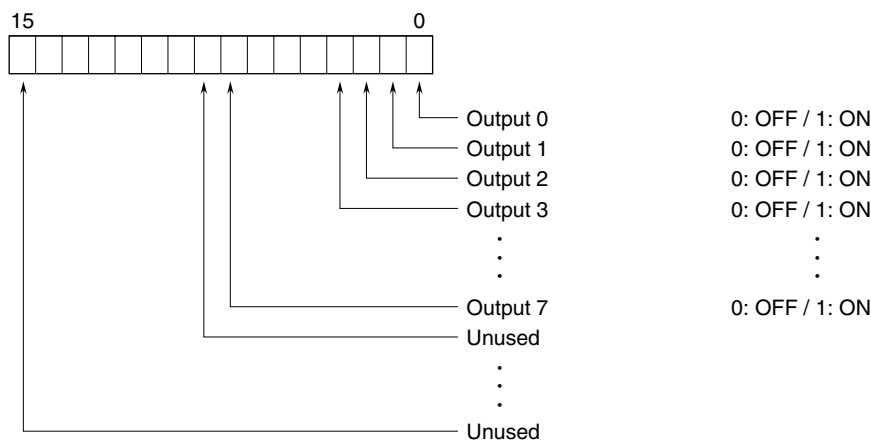 15 0
Output 0 0: OFF / 1: ON
Output 1 0: OFF / 1: ON
Output 2 0: OFF / 1: ON
Output 3 0: OFF / 1: ON
Output 7 0: OFF / 1: ON
Unused
Unused